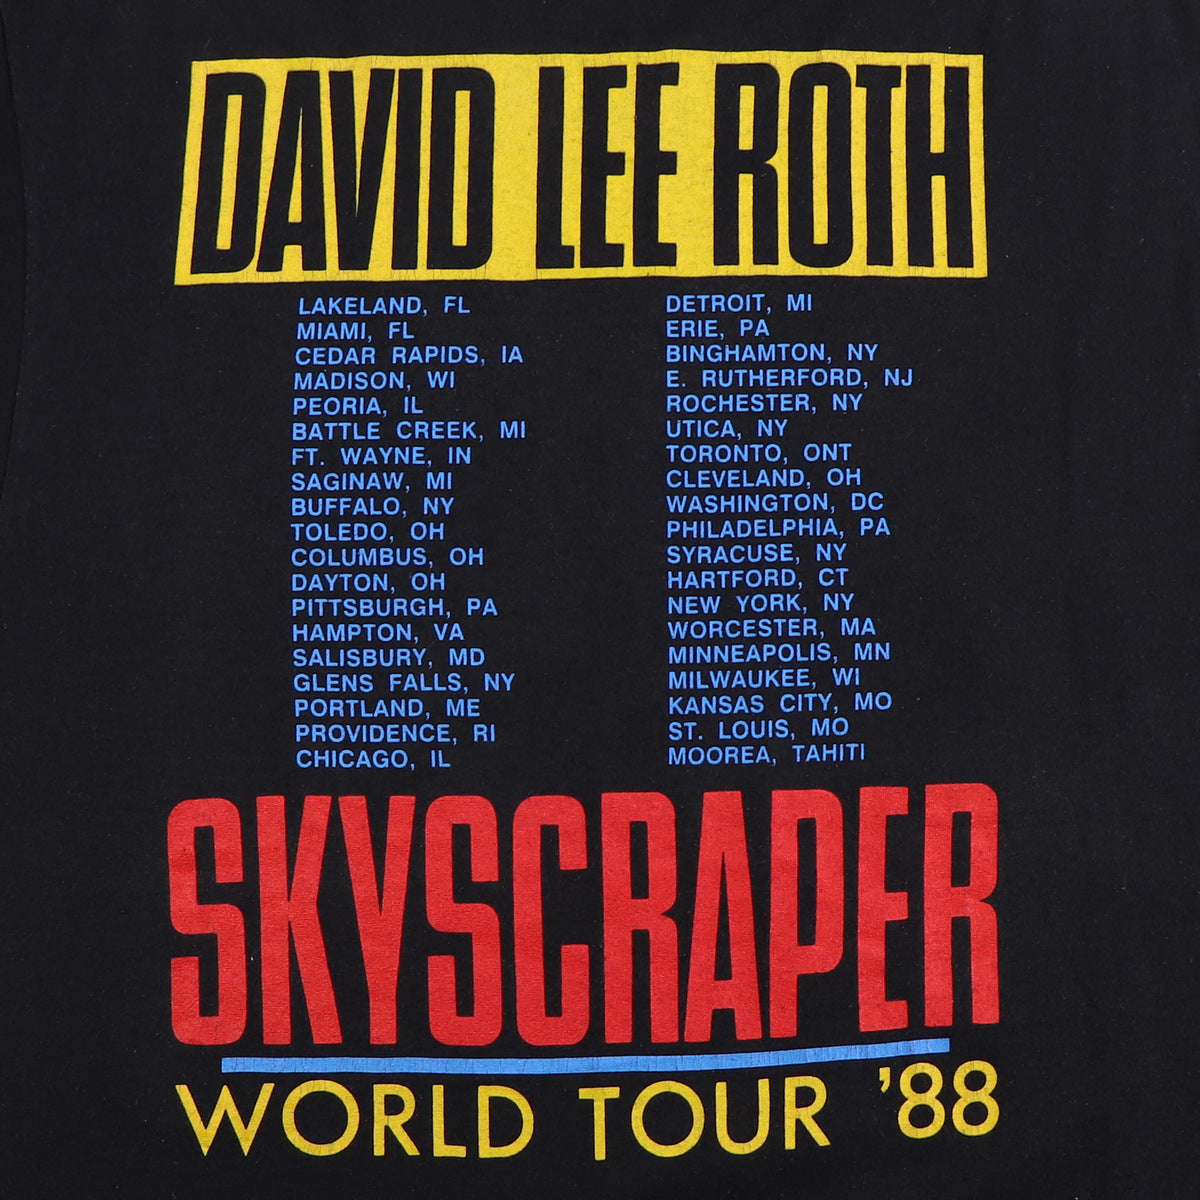 DAVID LEE ROTH
LAKELAND, FL
MIAMI, FL
CEDAR RAPIDS, IA
MADISON, WI
PEORIA, IL
BATTLE CREEK, MI
FT. WAYNE, IN
SAGINAW, MI
BUFFALO, NY
TOLEDO, OH
COLUMBUS, OH
DAYTON, OH
PITTSBURGH, PA
HAMPTON, VA
SALISBURY, MD
GLENS FALLS, NY
PORTLAND, ME
PROVIDENCE, RI
CHICAGO, IL
DETROIT, MI
ERIE, PA
BINGHAMTON, NY
E. RUTHERFORD, NJ
ROCHESTER, NY
UTICA, NY
TORONTO, ONT
CLEVELAND, OH
WASHINGTON, DC
PHILADELPHIA, PA
SYRACUSE, NY
HARTFORD, CT
NEW YORK, NY
WORCESTER, MA
MINNEAPOLIS, MN
MILWAUKEE, WI
KANSAS CITY, MO
ST. LOUIS, MO
MOOREA, TAHITI
SKYSCRAPER
WORLD TOUR '88